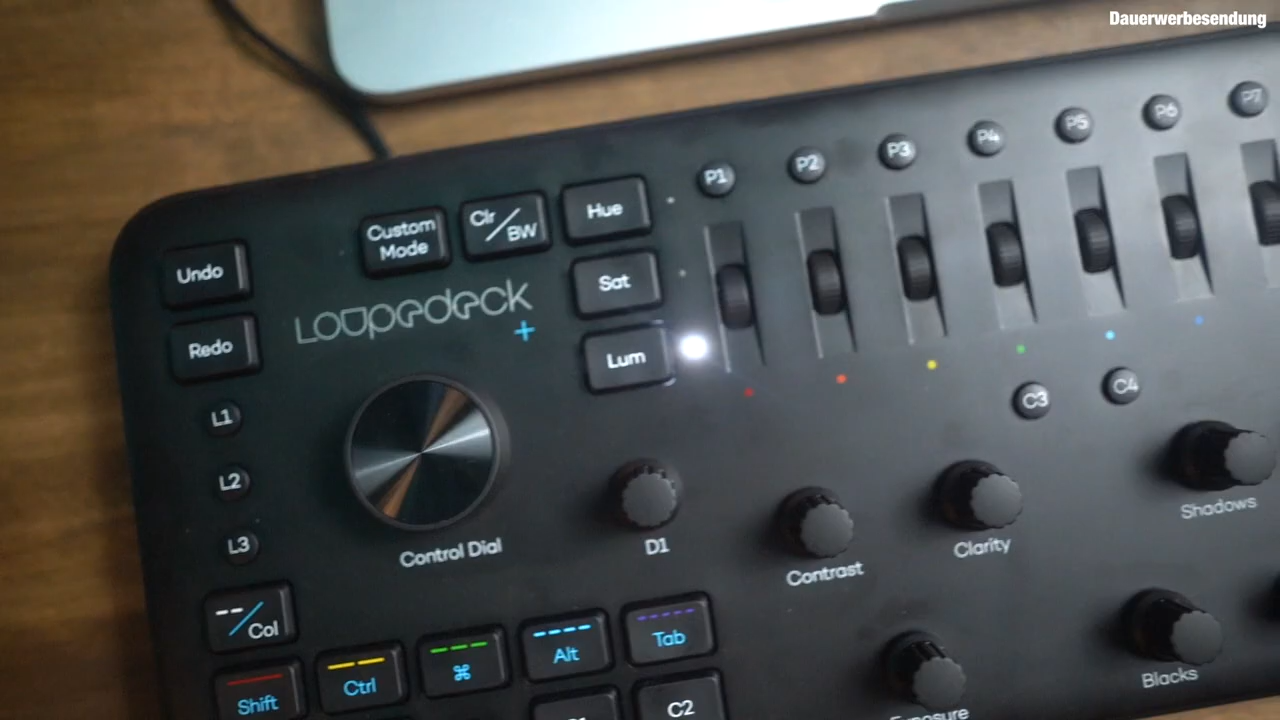 Dauerwerbesendung
P1
P2
P3
P4
P5
P6
P7
Custom
Mode
Clr/BW
Hue
Undo
Sat
Loupedeck+
Redo
Lum
L1
C3
C4
L2
L3
Control Dial
D1
Contrast
Clarity
Shadows
--/Col
Shift
Ctrl
⌘
Alt
Tab
C2
Blacks
Exposure